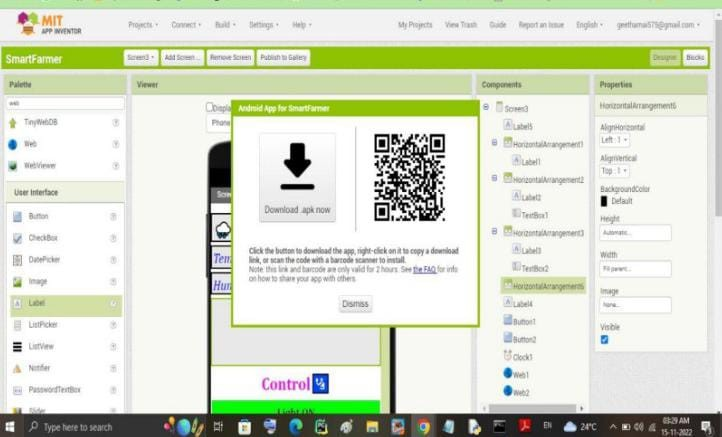 MIT
APP INVENTOR
Projects
Connect
Build
Settings
Help
My Projects
View Trash
Guide
Report an Issue
English
geethamai575@gmail.com
SmartFarmer
Screen3
Add Screen ...
Remove Screen
Publish to Gallery
Designer
Blocks
Palette
web
TinyWebDB
Web
WebViewer
User Interface
Button
CheckBox
DatePicker
Image
Label
ListPicker
ListView
Notifier
PasswordTextBox
Slider
Viewer
Phone
Android App for SmartFarmer
Download .apk now
Click the button to download the app, right-click on it to copy a download
link, or scan the code with a barcode scanner to install.
Note: this link and barcode are only valid for 2 hours. See the FAQ for info
on how to share your app with others.
Dismiss
Control
Light ON
Components
Screen3
Label5
HorizontalArrangement1
Label1
HorizontalArrangement2
Label2
TextBox1
HorizontalArrangement3
Label3
TextBox2
HorizontalArrangement6
Label4
Button1
Button2
Clock1
Web1
Web2
Properties
HorizontalArrangement6
AlignHorizontal
Left : 1
AlignVertical
Top : 1
BackgroundColor
Default
Height
Automatic...
Width
Fill parent...
Image
None...
Visible
Type here to search
EN
24°C
03:29 AM
15-11-2022